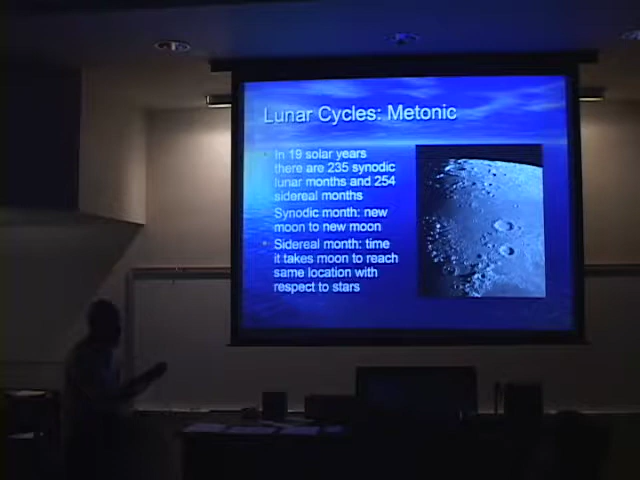 Lunar Cycles: Metonic
In 19 solar years
there are 235 synodic
lunar months and 254
sidereal months
Synodic month: new
moon to new moon
Sidereal month: time
it takes moon to reach
same location with
respect to stars